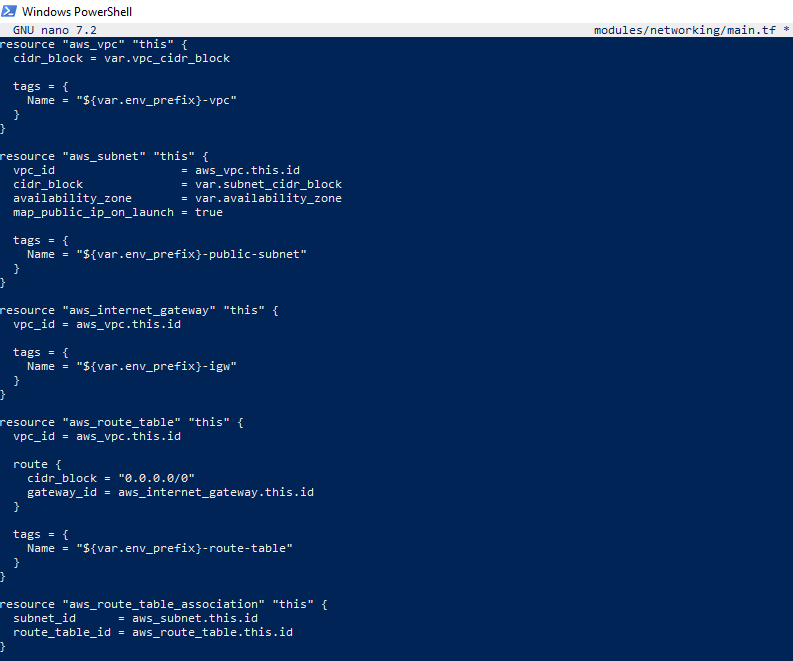 Windows PowerShell
GNU nano 7.2 modules/networking/main.tf *
resource "aws_vpc" "this" {
  cidr_block = var.vpc_cidr_block

  tags = {
    Name = "${var.env_prefix}-vpc"
  }
}

resource "aws_subnet" "this" {
  vpc_id                  = aws_vpc.this.id
  cidr_block              = var.subnet_cidr_block
  availability_zone       = var.availability_zone
  map_public_ip_on_launch = true

  tags = {
    Name = "${var.env_prefix}-public-subnet"
  }
}

resource "aws_internet_gateway" "this" {
  vpc_id = aws_vpc.this.id

  tags = {
    Name = "${var.env_prefix}-igw"
  }
}

resource "aws_route_table" "this" {
  vpc_id = aws_vpc.this.id

  route {
    cidr_block = "0.0.0.0/0"
    gateway_id = aws_internet_gateway.this.id
  }

  tags = {
    Name = "${var.env_prefix}-route-table"
  }
}

resource "aws_route_table_association" "this" {
  subnet_id      = aws_subnet.this.id
  route_table_id = aws_route_table.this.id
}